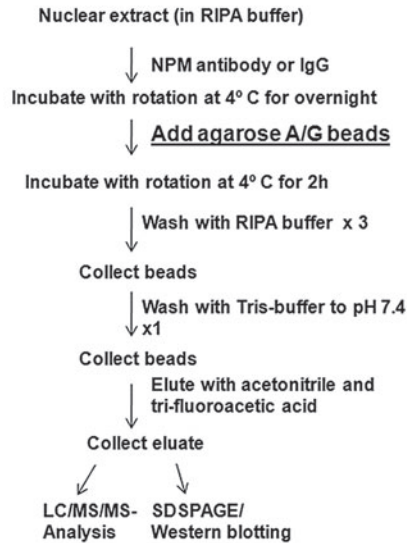 Nuclear extract (in RIPA buffer)
NPM antibody or IgG
Incubate with rotation at 4º C for overnight
Add agarose A/G beads
Incubate with rotation at 4º C for 2h
Wash with RIPA buffer x 3
Collect beads
Wash with Tris-buffer to pH 7.4
x1
Collect beads
Elute with acetonitrile and
tri-fluoroacetic acid
Collect eluate
LC/MS/MS-
Analysis
SDSPAGE/
Western blotting